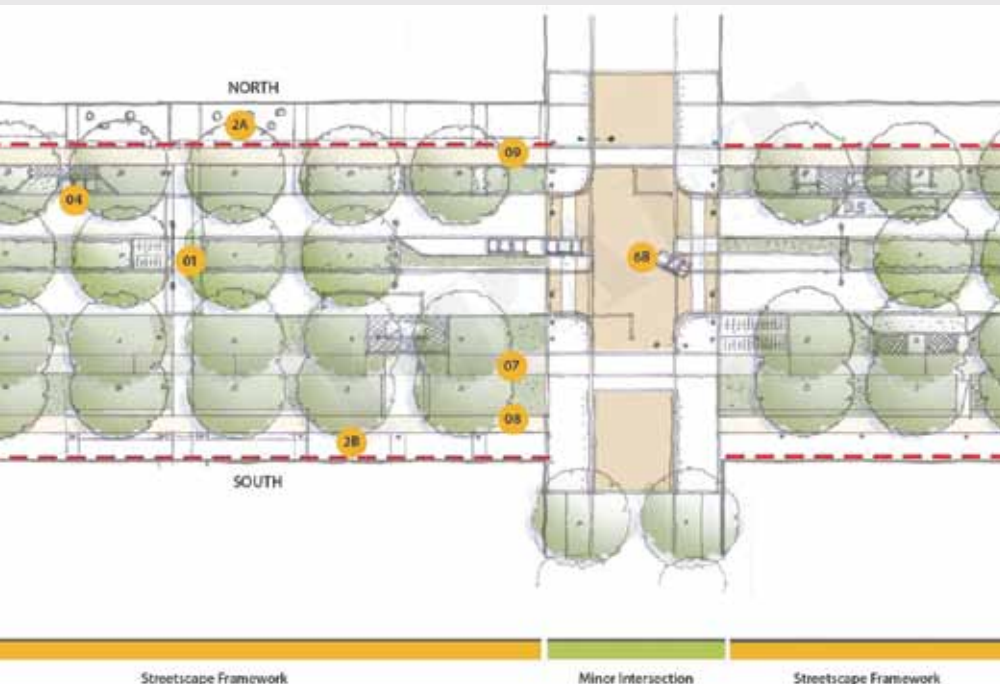 NORTH
2A
09
04
01
6B
07
08
2B
SOUTH
Streetscape Framework
Minor Intersection
Streetscape Framework